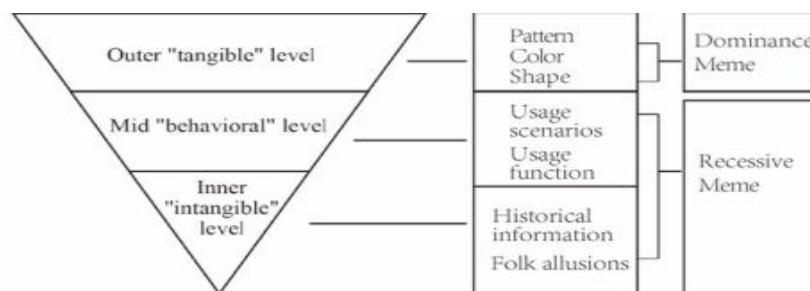 Outer "tangible" level
Mid "behavioral" level
Inner
"intangible"
level
Pattern
Color
Shape
Usage
scenarios
Usage
function
Historical
information
Folk allusions
Dominance
Meme
Recessive
Meme